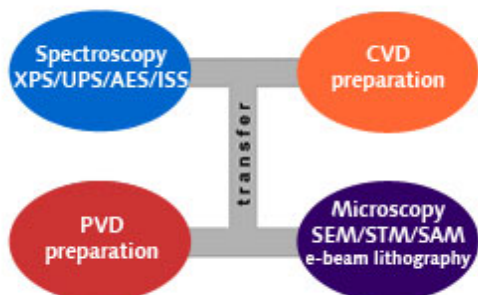 Spectroscopy
XPS/UPS/AES/ISS
CVD
preparation
transfer
PVD
preparation
Microscopy
SEM/STM/SAM
e-beam lithography